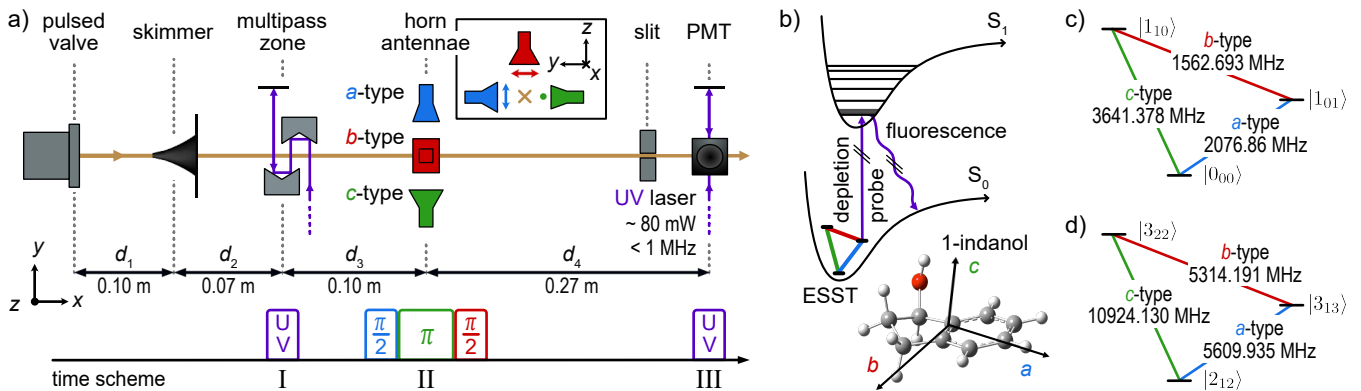 a)
pulsed
valve
skimmer
multipass
zone
horn
antennae
slit
PMT
z
y
x
a-type
b-type
c-type
UV laser
~ 80 mW
< 1 MHz
y
z
x
d1
0.10 m
d2
0.07 m
d3
0.10 m
d4
0.27 m
U
V
π
2
π
π
2
U
V
time scheme
I
II
III
b)
S1
fluorescence
depletion
probe
S0
ESST
1-indanol
c
b
a
c)
|110⟩
b-type
1562.693 MHz
c-type
3641.378 MHz
|101⟩
a-type
2076.86 MHz
|000⟩
d)
|322⟩
b-type
5314.191 MHz
c-type
10924.130 MHz
|313⟩
a-type
5609.935 MHz
|212⟩